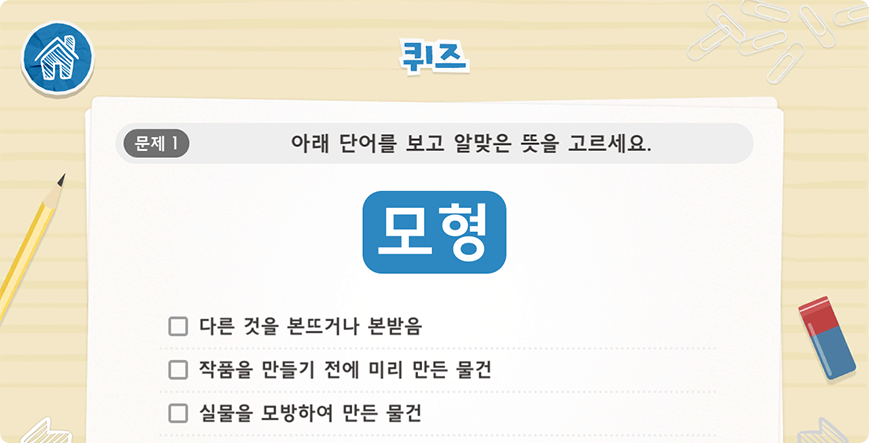 퀴즈
문제 1 아래 단어를 보고 알맞은 뜻을 고르세요.
모형
다른 것을 본뜨거나 본받음
작품을 만들기 전에 미리 만든 물건
실물을 모방하여 만든 물건